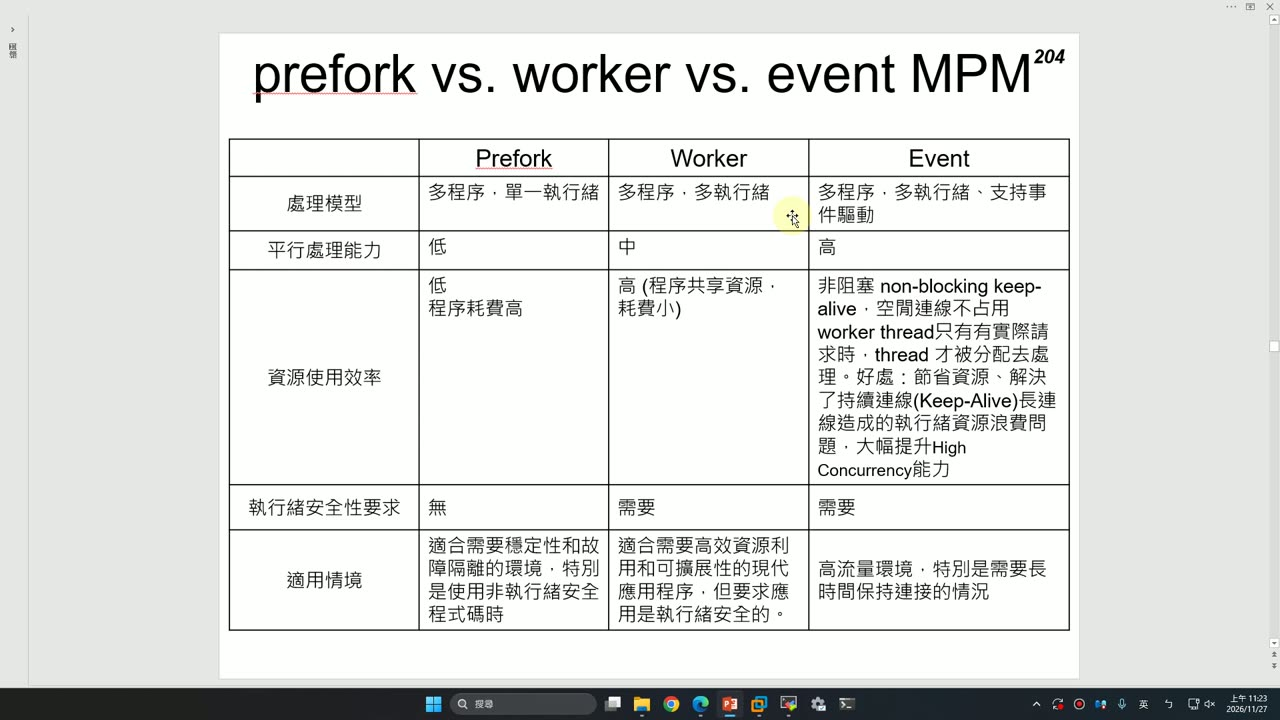 縮圖
prefork vs. worker vs. event MPM
204
Prefork
Worker
Event
處理模型
多程序，單一執行緒
多程序，多執行緒
多程序，多執行緒、支持事
件驅動
平行處理能力
低
中
高
資源使用效率
低
程序耗費高
高 (程序共享資源，
耗費小)
非阻塞 non-blocking keep-
alive，空閒連線不占用
worker thread只有有實際請
求時，thread 才被分配去處
理。好處：節省資源、解決
了持續連線(Keep-Alive)長連
線造成的執行緒資源浪費問
題，大幅提升High
Concurrency能力
執行緒安全性要求
無
需要
需要
適用情境
適合需要穩定性和故
障隔離的環境，特別
是使用非執行緒安全
程式碼時
適合需要高效資源利
用和可擴展性的現代
應用程序，但要求應
用是執行緒安全的。
高流量環境，特別是需要長
時間保持連接的情況
搜尋
英
ㄅ
上午 11:23
2026/11/27